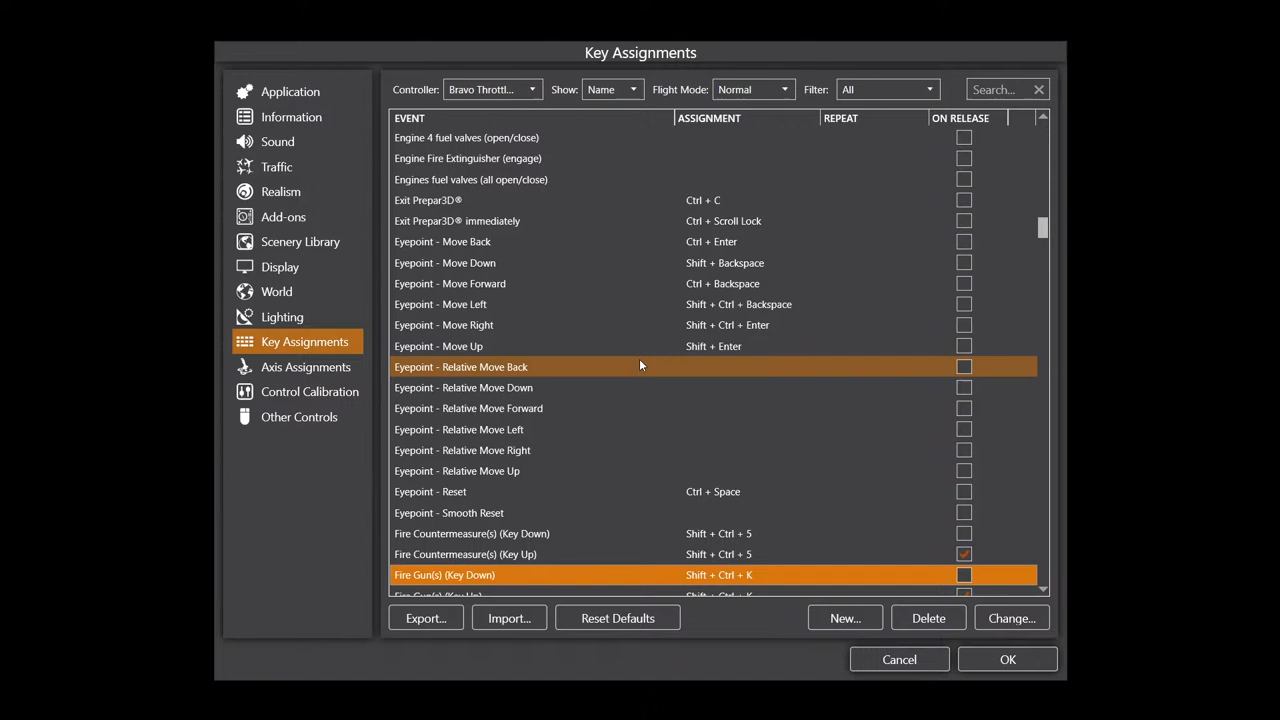 Key Assignments
Application
Information
Sound
Traffic
Realism
Add-ons
Scenery Library
Display
World
Lighting
Key Assignments
Axis Assignments
Control Calibration
Other Controls
Controller: Bravo Throttl... Show: Name Flight Mode: Normal Filter: All Search...
EVENT ASSIGNMENT REPEAT ON RELEASE
Engine 4 fuel valves (open/close)
Engine Fire Extinguisher (engage)
Engines fuel valves (all open/close)
Exit Prepar3D® Ctrl + C
Exit Prepar3D® immediately Ctrl + Scroll Lock
Eyepoint - Move Back Ctrl + Enter
Eyepoint - Move Down Shift + Backspace
Eyepoint - Move Forward Ctrl + Backspace
Eyepoint - Move Left Shift + Ctrl + Backspace
Eyepoint - Move Right Shift + Ctrl + Enter
Eyepoint - Move Up Shift + Enter
Eyepoint - Relative Move Back
Eyepoint - Relative Move Down
Eyepoint - Relative Move Forward
Eyepoint - Relative Move Left
Eyepoint - Relative Move Right
Eyepoint - Relative Move Up
Eyepoint - Reset Ctrl + Space
Eyepoint - Smooth Reset
Fire Countermeasure(s) (Key Down) Shift + Ctrl + 5
Fire Countermeasure(s) (Key Up) Shift + Ctrl + 5
Fire Gun(s) (Key Down) Shift + Ctrl + K
Fire Gun(s) (Key Up) Shift + Ctrl + K
Export... Import... Reset Defaults New... Delete Change...
Cancel OK